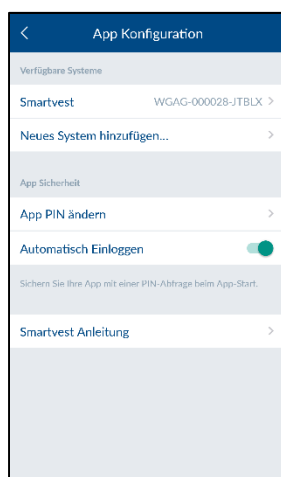 App Konfiguration
Verfügbare Systeme
Smartvest WGAG-000028-JTBLX
Neues System hinzufügen...
App Sicherheit
App PIN ändern
Automatisch Einloggen
Sichern Sie Ihre App mit einer PIN-Abfrage beim App-Start.
Smartvest Anleitung